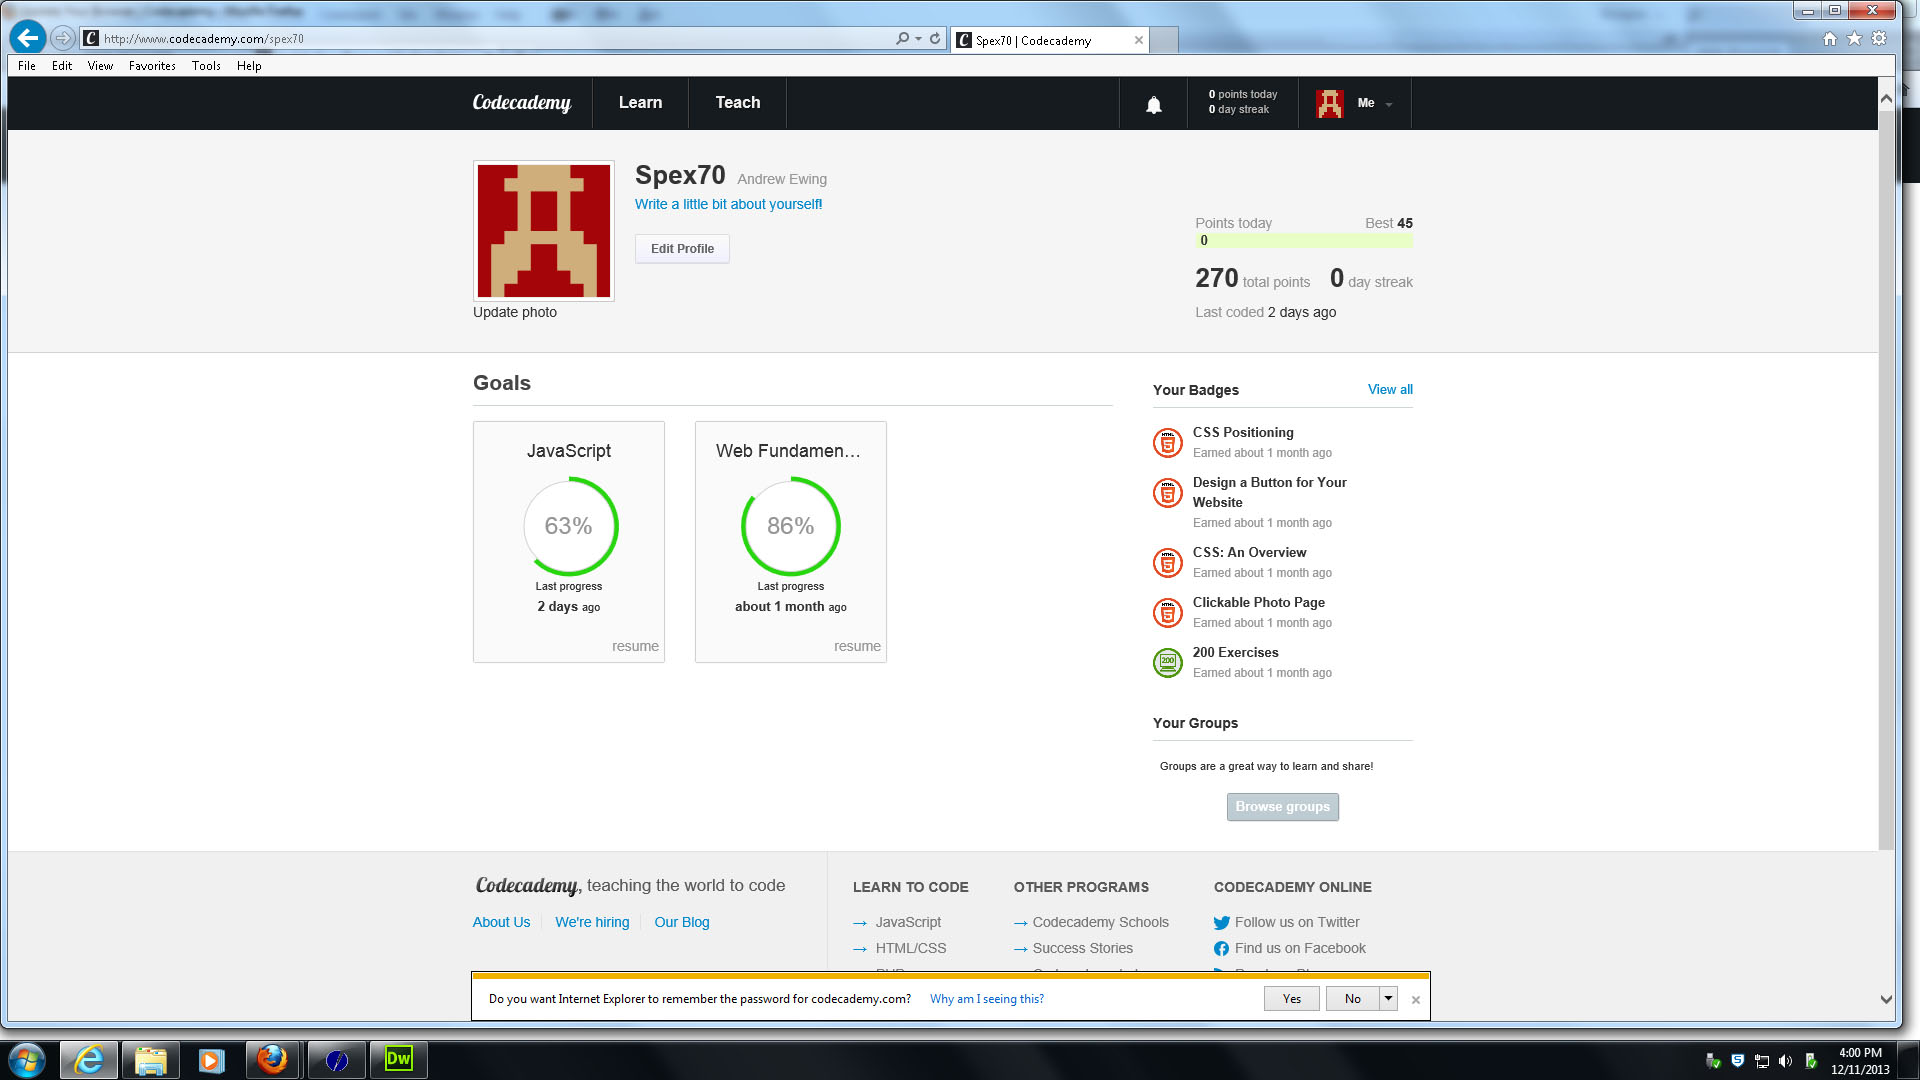 http://www.codecademy.com/spex70
Spex70 | Codecademy
File Edit View Favorites Tools Help
Codecademy
Learn
Teach
0 points today
0 day streak
Me
Spex70 Andrew Ewing
Write a little bit about yourself!
Edit Profile
Update photo
Points today Best 45
0
270 total points 0 day streak
Last coded 2 days ago
Goals
JavaScript
63%
Last progress
2 days ago
resume
Web Fundamen...
86%
Last progress
about 1 month ago
resume
Your Badges View all
CSS Positioning
Earned about 1 month ago
Design a Button for Your
Website
Earned about 1 month ago
CSS: An Overview
Earned about 1 month ago
Clickable Photo Page
Earned about 1 month ago
200
200 Exercises
Earned about 1 month ago
Your Groups
Groups are a great way to learn and share!
Browse groups
Codecademy, teaching the world to code
About Us We're hiring Our Blog
LEARN TO CODE
→ JavaScript
→ HTML/CSS
OTHER PROGRAMS
→ Codecademy Schools
→ Success Stories
CODECADEMY ONLINE
Follow us on Twitter
Find us on Facebook
Do you want Internet Explorer to remember the password for codecademy.com? Why am I seeing this?
Yes No
Dw
4:00 PM
12/11/2013